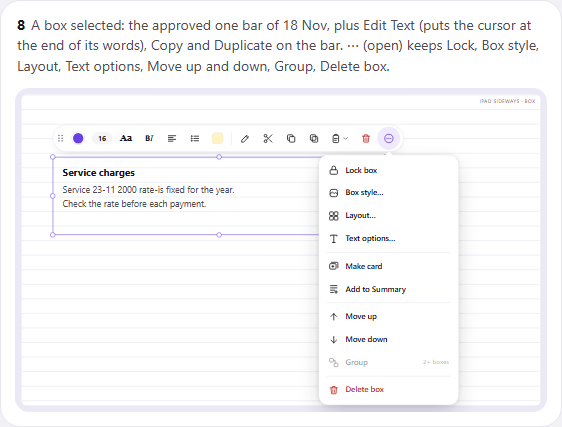 8 A box selected: the approved one bar of 18 Nov, plus Edit Text (puts the cursor at
the end of its words), Copy and Duplicate on the bar. ··· (open) keeps Lock, Box style,
Layout, Text options, Move up and down, Group, Delete box.
IPAD SIDEWAYS · BOX
16 Aa BI
Service charges
Service 23-11 2000 rate-is fixed for the year.
Check the rate before each payment.
Lock box
Box style...
Layout...
Text options...
Make card
Add to Summary
Move up
Move down
Group 2+ boxes
Delete box